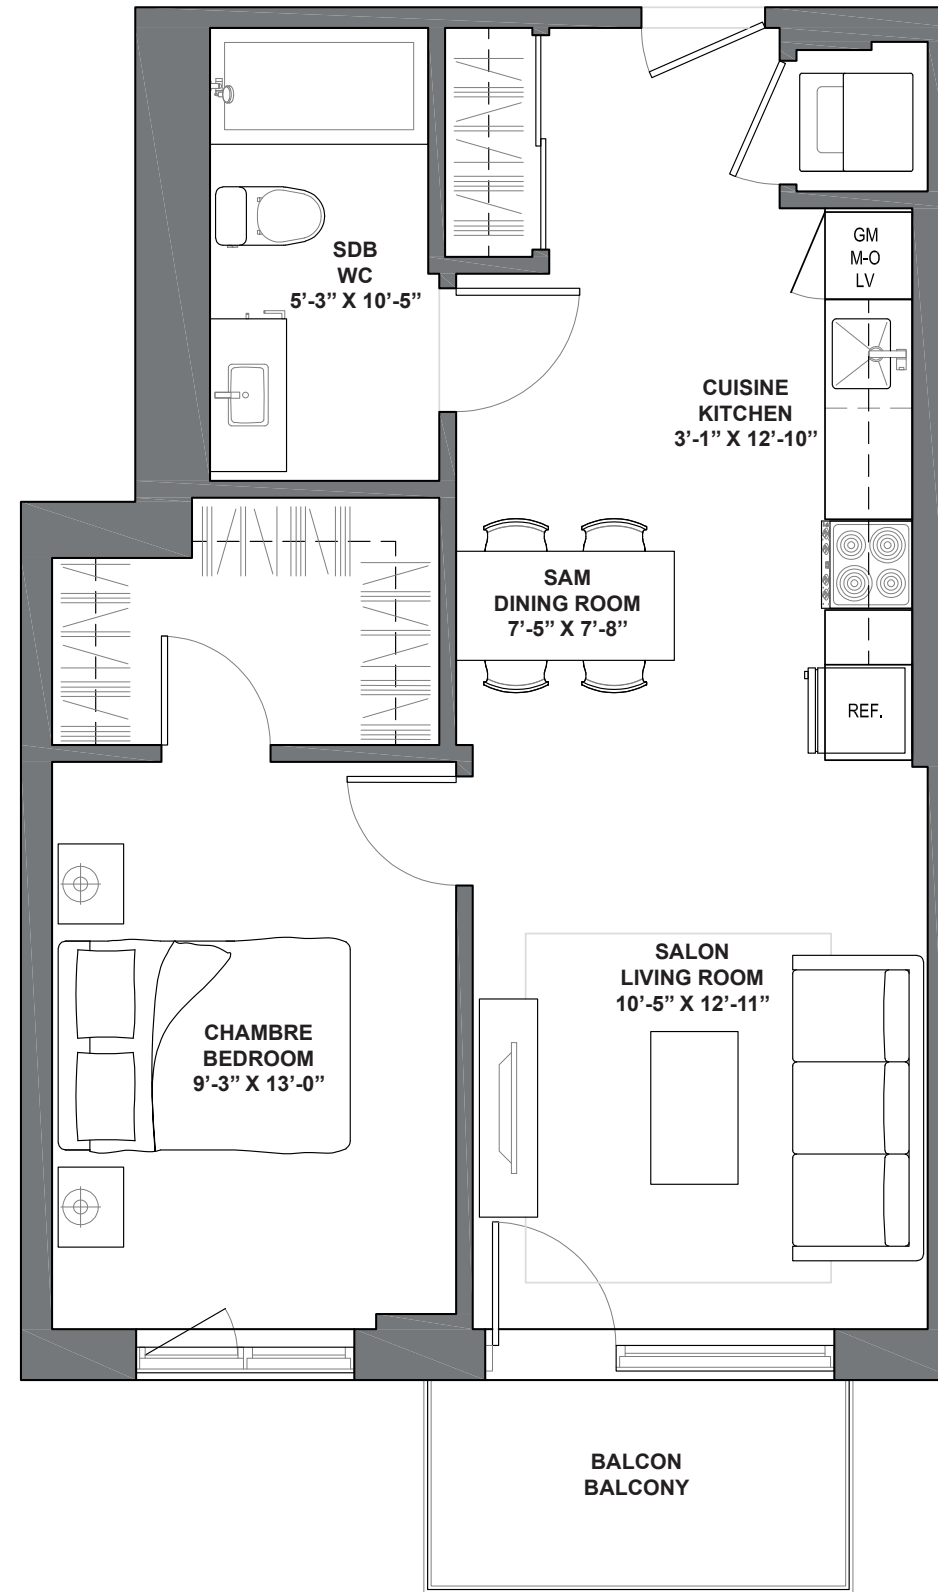 GM
M-O
LV
SDB
WC
5'-3" X 10'-5"
CUISINE
KITCHEN
3'-1" X 12'-10"
SAM
DINING ROOM
7'-5" X 7'-8"
REF.
SALON
LIVING ROOM
10'-5" X 12'-11"
CHAMBRE
BEDROOM
9'-3" X 13'-0"
BALCON
BALCONY